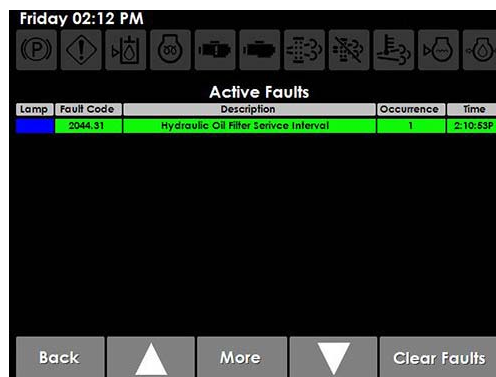 Friday 02:12 PM
(P)
Active Faults
Lamp Fault Code Description Occurrence Time
2044.31 Hydraulic Oil Filter Serivce Interval 1 2:10:53P
Back More Clear Faults